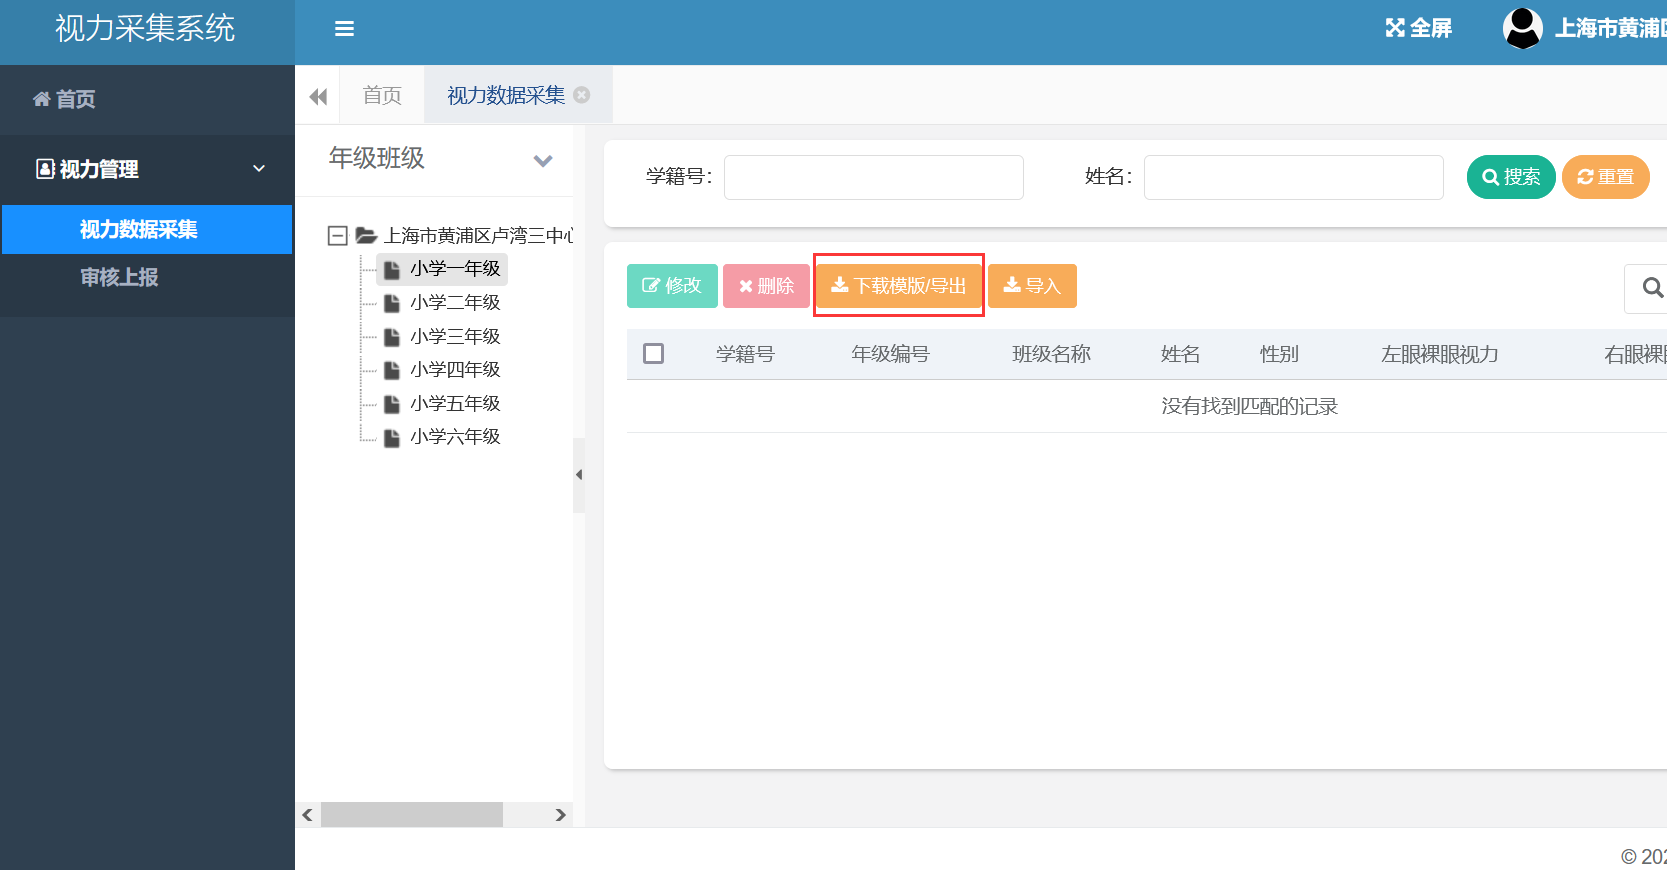 视力采集系统
全屏
上海市黄浦区
首页
视力管理
视力数据采集
审核上报
首页
视力数据采集
年级班级
上海市黄浦区卢湾三中心
小学一年级
小学二年级
小学三年级
小学四年级
小学五年级
小学六年级
学籍号：
姓名：
搜索
重置
修改
删除
下载模版/导出
导入
学籍号
年级编号
班级名称
姓名
性别
左眼裸眼视力
右眼裸眼
没有找到匹配的记录
© 202